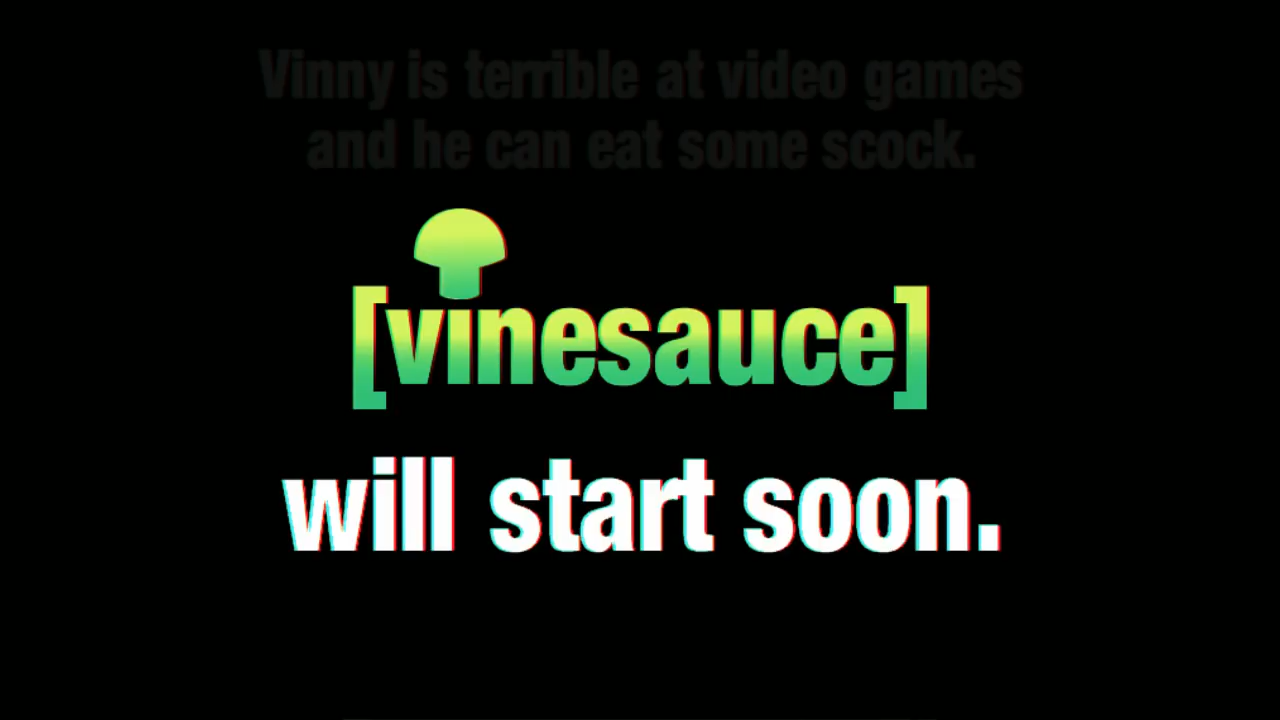 Vinny is terrible at video games
and he can eat some scock.
[vinesauce]
will start soon.